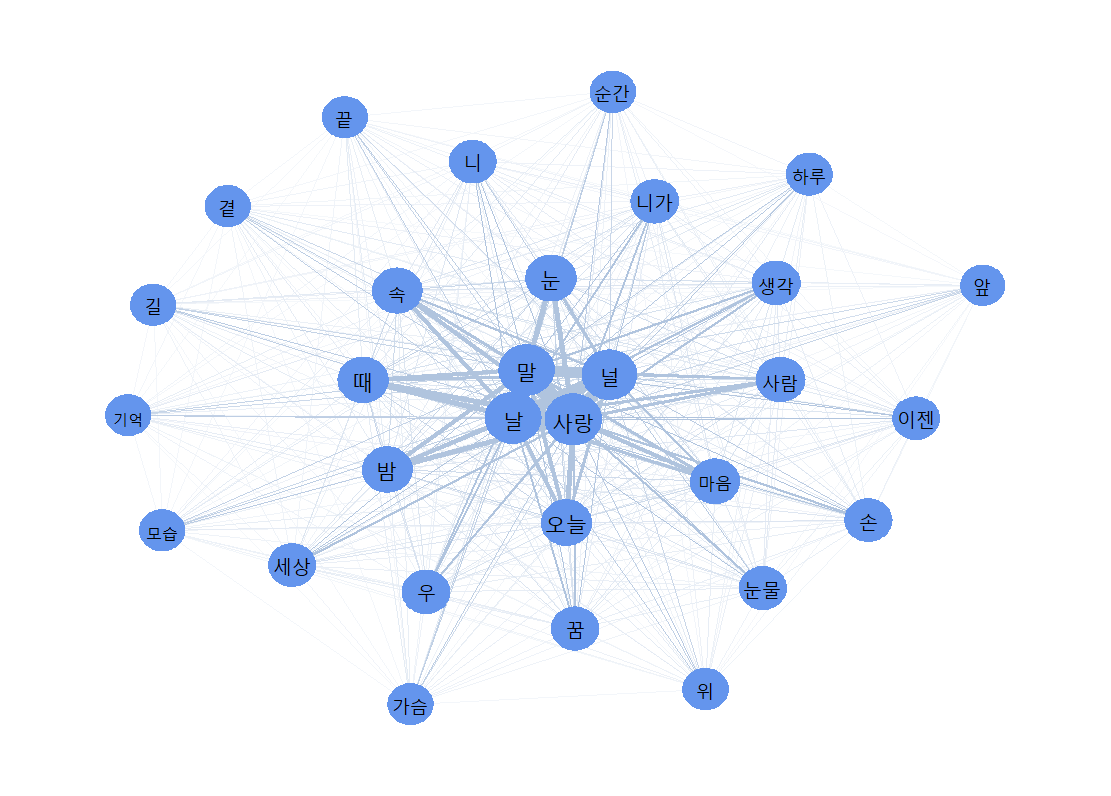 순간
끝
니
하루
니가
곁
눈
생각
앞
속
길
말
널
때
사람
기억
날
사랑
이젠
밤
마음
오늘
손
모습
세상
우
눈물
꿈
위
가슴